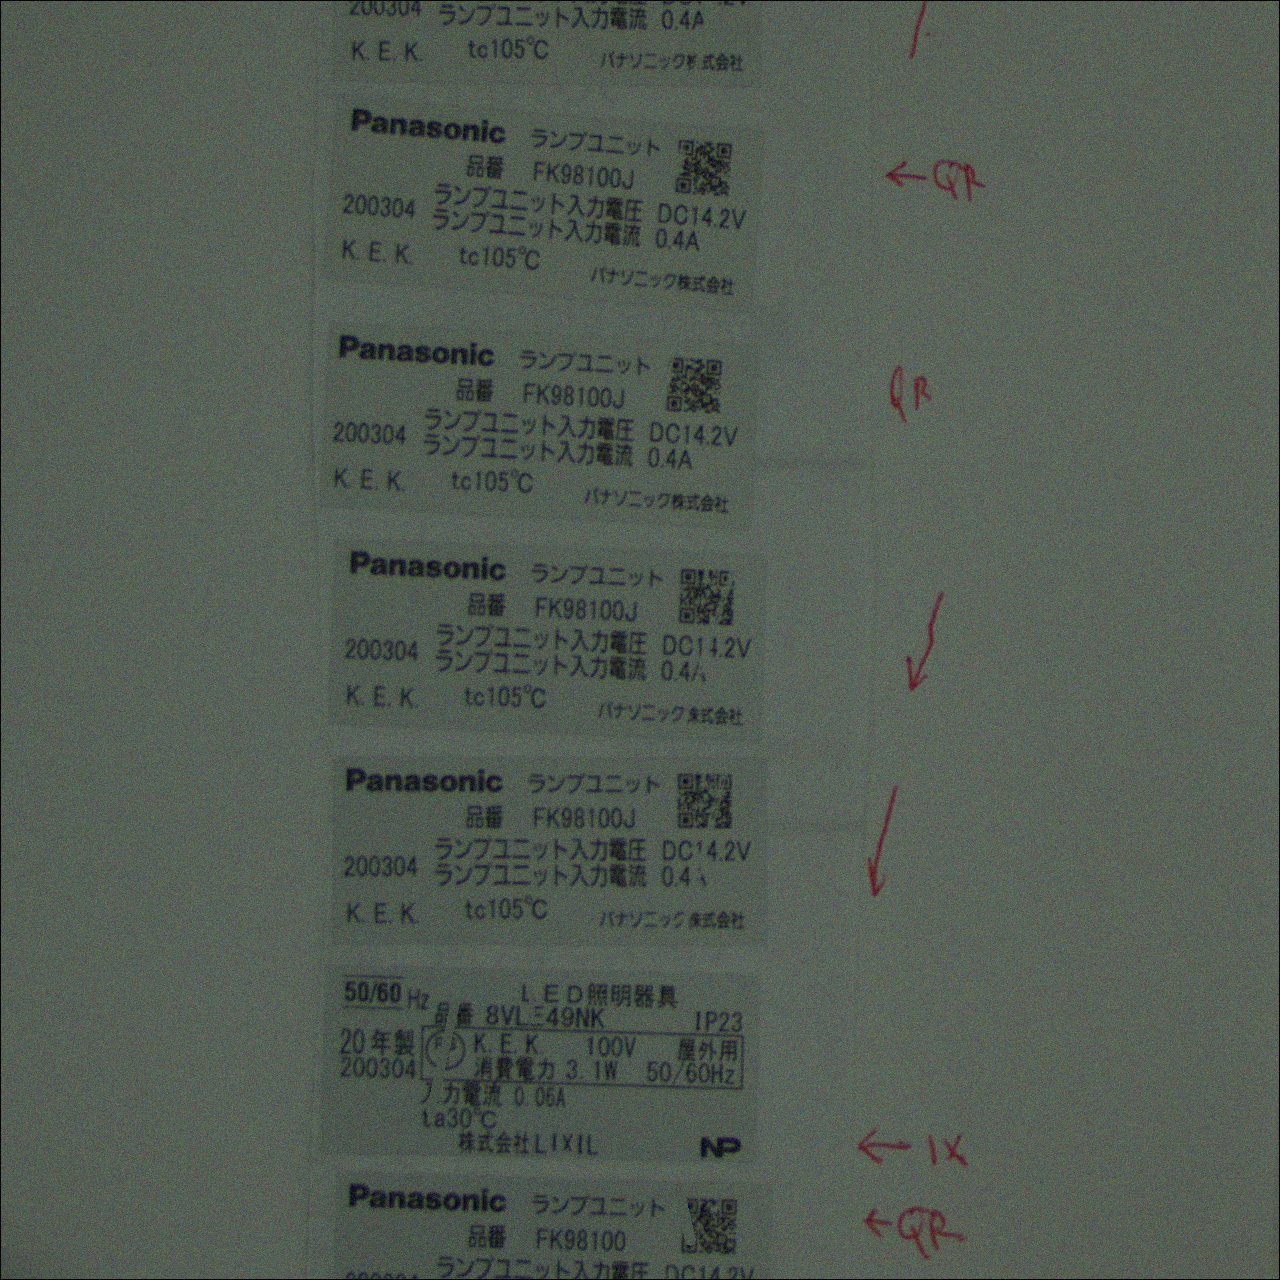 200304 ランプユニット入力電流 0.4A
K. E. K. tc105℃ パナソニック株式会社
Panasonic ランプユニット
品番 FK98100J
← QR
ランプユニット入力電圧 DC14.2V
200304 ランプユニット入力電流 0.4A
K. E. K. tc105℃ パナソニック株式会社
Panasonic ランプユニット
品番 FK98100J
QR
ランプユニット入力電圧 DC14.2V
200304 ランプユニット入力電流 0.4A
K. E. K. tc105℃ パナソニック株式会社
Panasonic ランプユニット
品番 FK98100J
ランプユニット入力電圧 DC14.2V
200304 ランプユニット入力電流 0.4A
K. E. K. tc105℃ パナソニック株式会社
Panasonic ランプユニット
品番 FK98100J
ランプユニット入力電圧 DC14.2V
200304 ランプユニット入力電流 0.4
K. E. K. tc105℃ パナソニック株式会社
50/60 Hz LED照明器具
品番 8VLE49NK IP23
20年製 K. E. K. 100V 屋外用
200304 消費電力 3.1W 50/60Hz
入力電流 0.06A
ta30℃
株式会社LIXIL NP
← IX
Panasonic ランプユニット
← QR
品番 FK98100
ランプユニット入力電圧 DC14.2V